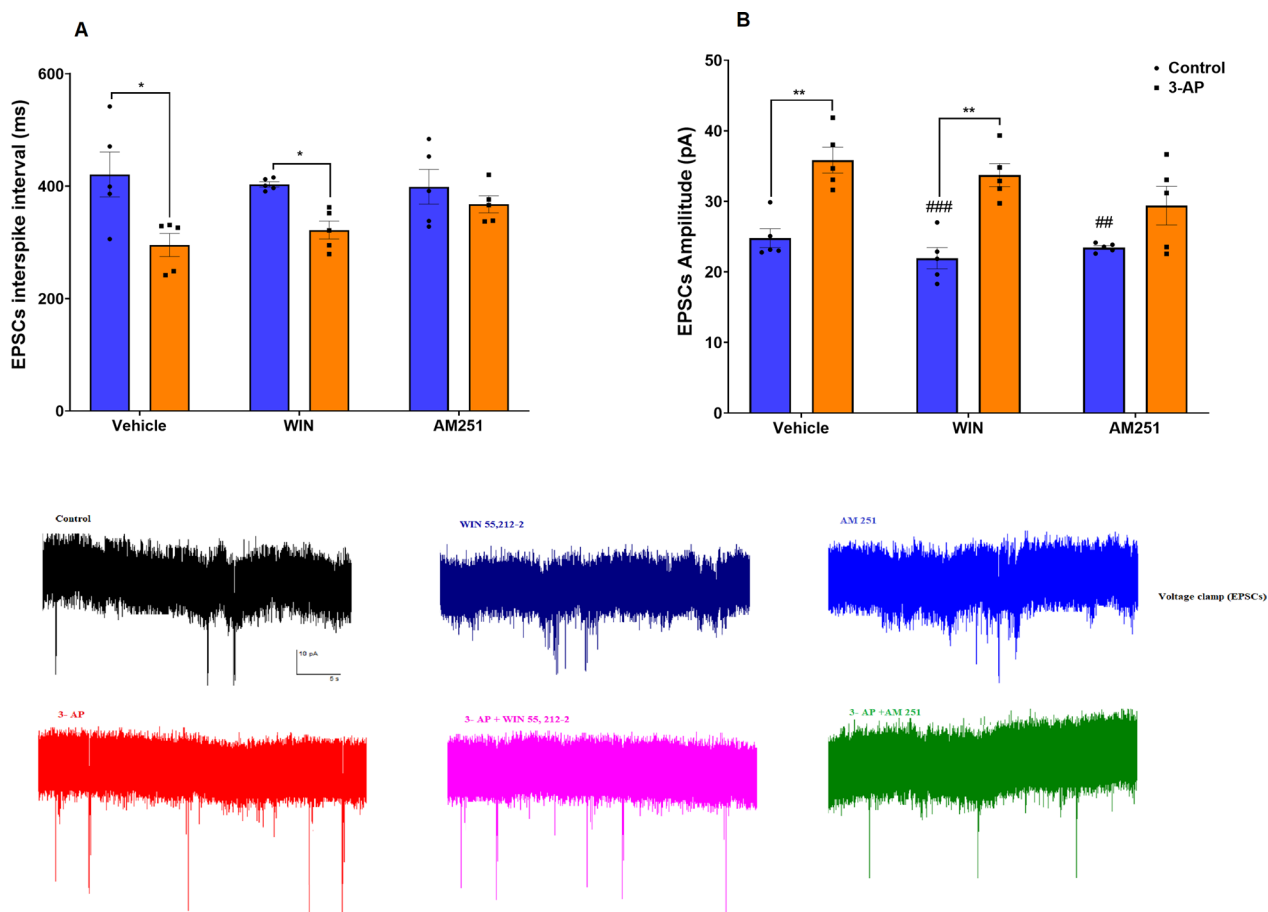 A
EPSCs interspike interval (ms)
600
400
200
0
*
*
Vehicle
WIN
AM251
B
EPSCs Amplitude (pA)
50
40
30
20
10
0
**
**
###
##
Control
3-AP
Vehicle
WIN
AM251
Control
WIN 55,212-2
AM 251
Voltage clamp (EPSCs)
10 pA
5 s
3- AP
3- AP + WIN 55, 212-2
3- AP +AM 251